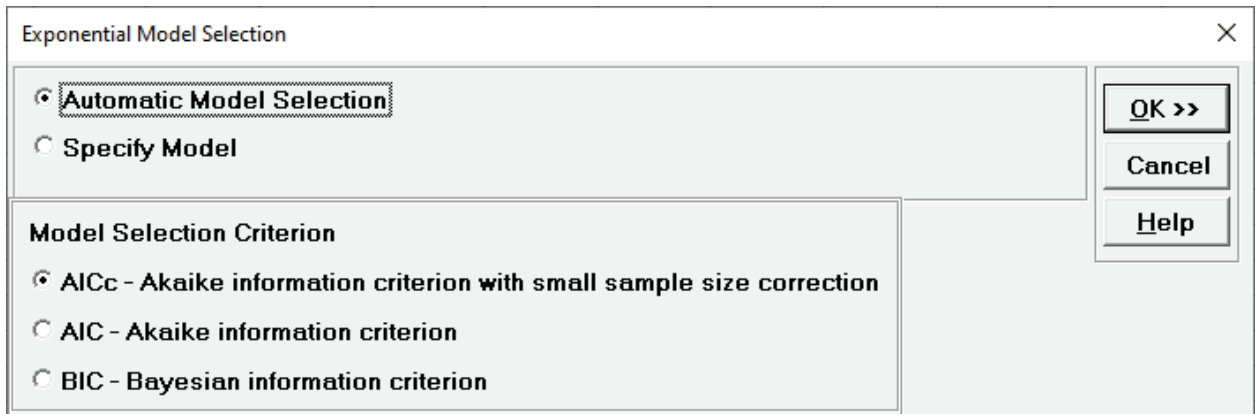 Exponential Model Selection
Automatic Model Selection
Specify Model
OK >>
Cancel
Help
Model Selection Criterion
AICc - Akaike information criterion with small sample size correction
AIC - Akaike information criterion
BIC - Bayesian information criterion